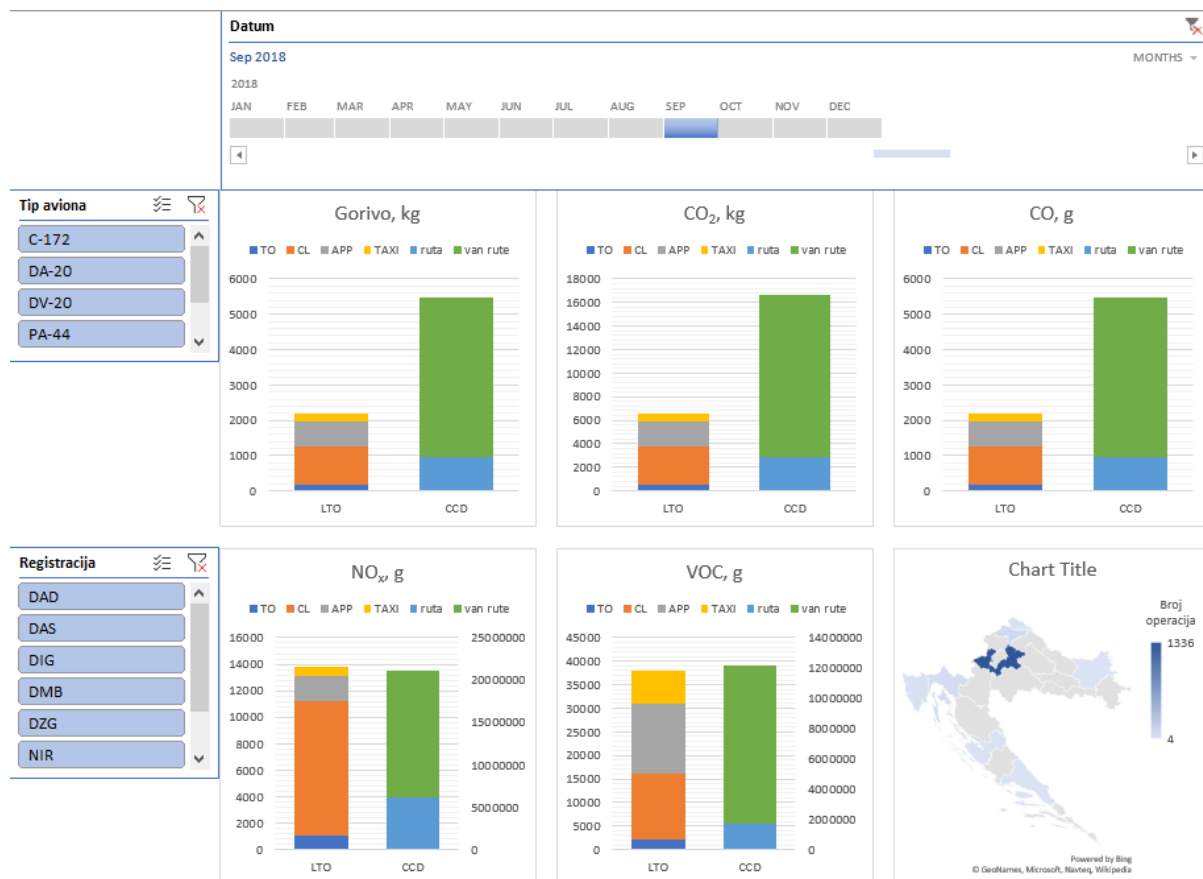 Datum
Sep 2018
MONTHS
2018
JAN FEB MAR APR MAY JUN JUL AUG SEP OCT NOV DEC
Tip aviona
C-172
DA-20
DV-20
PA-44
Gorivo, kg
TO CL APP TAXI ruta van rute
6000
5000
4000
3000
2000
1000
0
LTO CCD
CO₂, kg
TO CL APP TAXI ruta van rute
18000
16000
14000
12000
10000
8000
6000
4000
2000
0
LTO CCD
CO, g
TO CL APP TAXI ruta van rute
6000
5000
4000
3000
2000
1000
0
LTO CCD
Registracija
DAD
DAS
DIG
DMB
DZG
NIR
NOₓ, g
TO CL APP TAXI ruta van rute
16000 25000000
14000
12000 20000000
10000 15000000
8000
6000 10000000
4000 5000000
2000
0 0
LTO CCD
VOC, g
TO CL APP TAXI ruta van rute
45000 14000000
40000 12000000
35000
30000 10000000
25000 8000000
20000 6000000
15000
10000 4000000
5000 2000000
0 0
LTO CCD
Chart Title
Broj
operacija
1336
4
Powered by Bing
© GeoNames, Microsoft, Navteq, Wikipedia